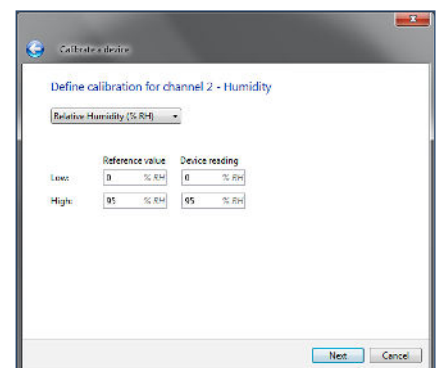 Calibrate a device
Define calibration for channel 2 - Humidity
Relative Humidity (% RH)
Reference value Device reading
Low: 0 % RH 0 % RH
High: 95 % RH 95 % RH
Next Cancel